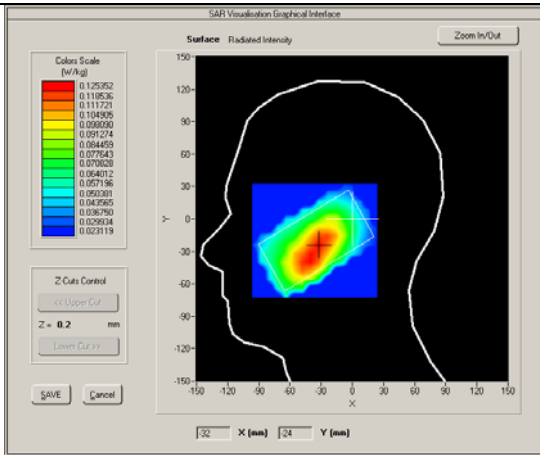 SAR Visualisation Graphical Interface
Surface Radiated Intensity
Zoom In/Out
Colors Scale
(W/kg)
0.125352
0.118536
0.111721
0.104905
0.098090
0.091274
0.084459
0.077643
0.070828
0.064012
0.057196
0.050381
0.043565
0.036750
0.029934
0.023119
150
120
90
60
30
0
-30
-60
-90
-120
-150
Y
-150 -120 -90 -60 -30 0 30 60 90 120 150
X
Z-Cuts Control
<< Upper Cut
Z = 0.2 mm
Lower Cut >>
SAVE Cancel
-32 X (mm) -24 Y (mm)